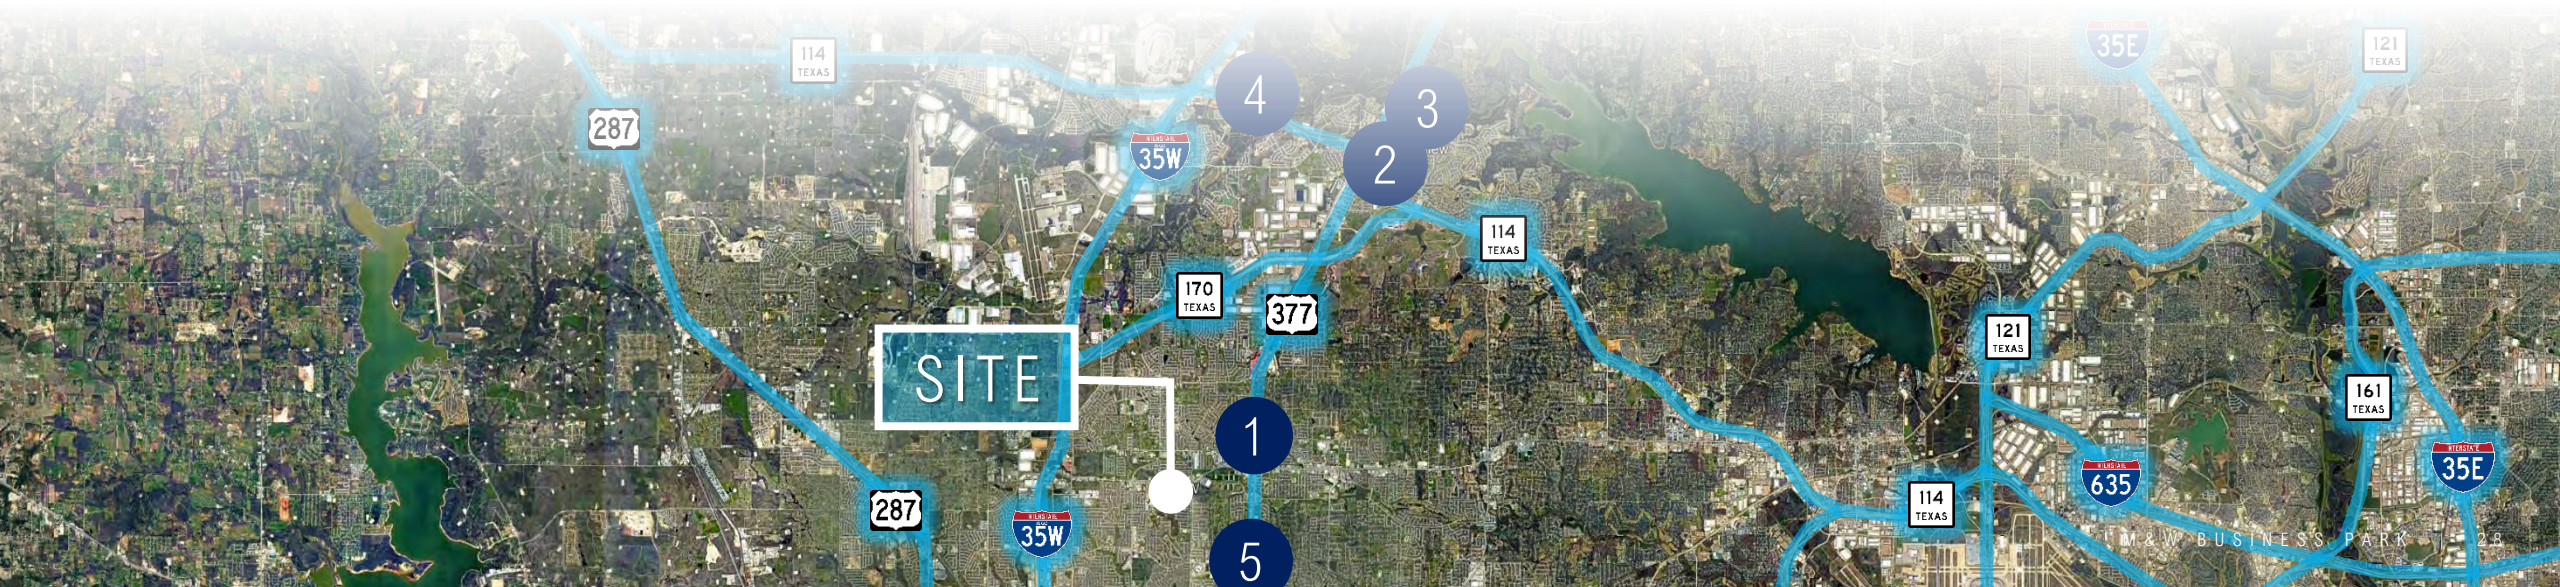 35E
121
TEXAS
114
TEXAS
4
3
287
35W
2
114
TEXAS
170
TEXAS
377
121
TEXAS
SITE
161
TEXAS
1
INTERSTATE
35E
635
114
TEXAS
287
35W
M&W BUSINESS PARK | 28
5